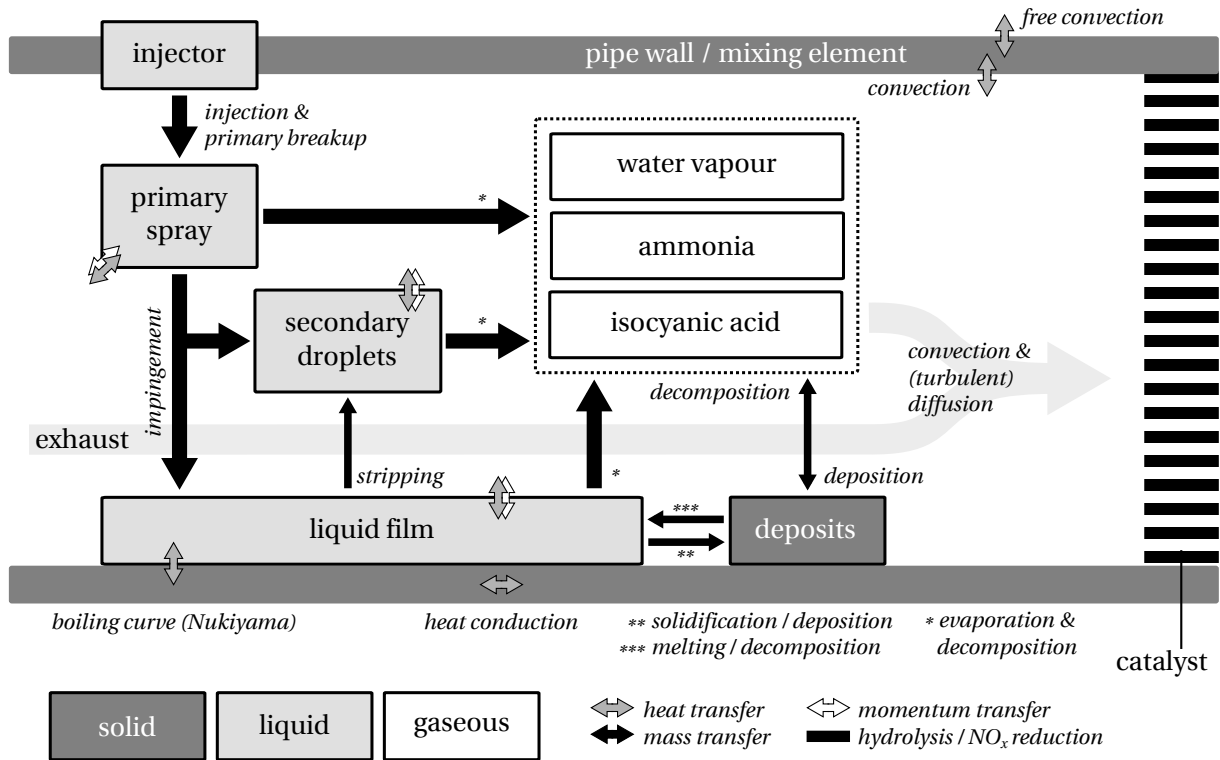 free convection
injector
pipe wall / mixing element
convection
injection &
primary breakup
water vapour
primary
spray
*
ammonia
impingement
secondary
droplets
*
isocyanic acid
convection &
(turbulent)
diffusion
decomposition
exhaust
stripping
*
deposition
liquid film
***
**
deposits
boiling curve (Nukiyama)
heat conduction
** solidification / deposition
*** melting / decomposition
* evaporation &
decomposition
catalyst
solid
liquid
gaseous
heat transfer
mass transfer
momentum transfer
hydrolysis / NOx reduction